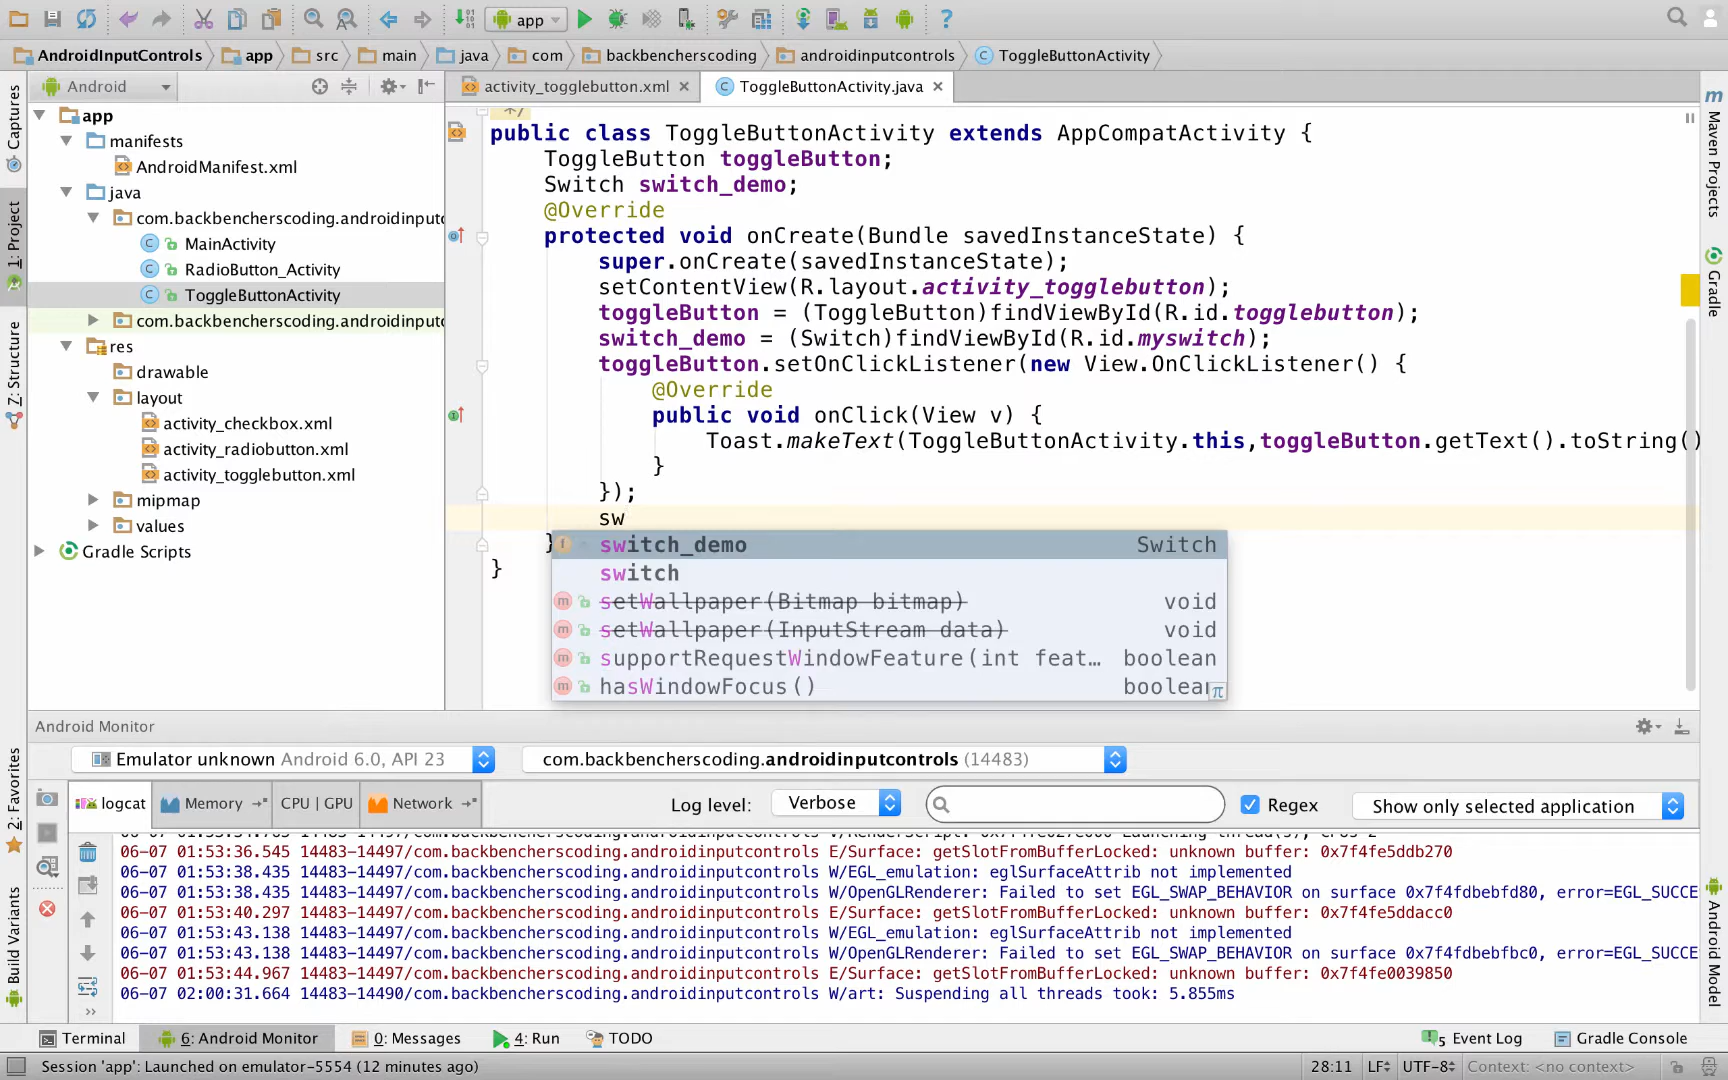 app
AndroidInputControls app src main java com backbencherscoding androidinputcontrols ToggleButtonActivity
Android
activity_togglebutton.xml ToggleButtonActivity.java
app
manifests
AndroidManifest.xml
java
com.backbencherscoding.androidinputc
MainActivity
RadioButton_Activity
ToggleButtonActivity
com.backbencherscoding.androidinputc
res
drawable
layout
activity_checkbox.xml
activity_radiobutton.xml
activity_togglebutton.xml
mipmap
values
Gradle Scripts
Captures
1: Project
Z: Structure
2: Favorites
Build Variants
*/
public class ToggleButtonActivity extends AppCompatActivity {
ToggleButton toggleButton;
Switch switch_demo;
@Override
protected void onCreate(Bundle savedInstanceState) {
super.onCreate(savedInstanceState);
setContentView(R.layout.activity_togglebutton);
toggleButton = (ToggleButton)findViewById(R.id.togglebutton);
switch_demo = (Switch)findViewById(R.id.myswitch);
toggleButton.setOnClickListener(new View.OnClickListener() {
@Override
public void onClick(View v) {
Toast.makeText(ToggleButtonActivity.this,toggleButton.getText().toString()
}
});
sw
}
}
switch_demo Switch
switch
setWallpaper(Bitmap bitmap) void
setWallpaper(InputStream data) void
supportRequestWindowFeature(int feat… boolean
hasWindowFocus() boolean
π
m Maven Projects
Gradle
Android Model
Android Monitor
Emulator unknown Android 6.0, API 23 com.backbencherscoding.androidinputcontrols (14483)
logcat Memory CPU | GPU Network Log level: Verbose Regex Show only selected application
06-07 01:53:36.545 14483-14497/com.backbencherscoding.androidinputcontrols E/Surface: getSlotFromBufferLocked: unknown buffer: 0x7f4fe5ddb270
06-07 01:53:38.435 14483-14497/com.backbencherscoding.androidinputcontrols W/EGL_emulation: eglSurfaceAttrib not implemented
06-07 01:53:38.435 14483-14497/com.backbencherscoding.androidinputcontrols W/OpenGLRenderer: Failed to set EGL_SWAP_BEHAVIOR on surface 0x7f4fdbebfd80, error=EGL_SUCCE
06-07 01:53:40.297 14483-14497/com.backbencherscoding.androidinputcontrols E/Surface: getSlotFromBufferLocked: unknown buffer: 0x7f4fe5ddacc0
06-07 01:53:43.138 14483-14497/com.backbencherscoding.androidinputcontrols W/EGL_emulation: eglSurfaceAttrib not implemented
06-07 01:53:43.138 14483-14497/com.backbencherscoding.androidinputcontrols W/OpenGLRenderer: Failed to set EGL_SWAP_BEHAVIOR on surface 0x7f4fdbebfbc0, error=EGL_SUCCE
06-07 01:53:44.967 14483-14497/com.backbencherscoding.androidinputcontrols E/Surface: getSlotFromBufferLocked: unknown buffer: 0x7f4fe0039850
06-07 02:00:31.664 14483-14490/com.backbencherscoding.androidinputcontrols W/art: Suspending all threads took: 5.855ms
>>
Terminal 6: Android Monitor 0: Messages 4: Run TODO 5 Event Log Gradle Console
Session 'app': Launched on emulator-5554 (12 minutes ago) 28:11 LF UTF-8 Context: <no context>